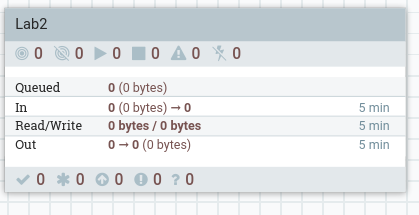 Lab2
0 0 0 0 0 0
Queued 0 (0 bytes)
In 0 (0 bytes) → 0 5 min
Read/Write 0 bytes / 0 bytes 5 min
Out 0 → 0 (0 bytes) 5 min
0 0 0 0 ? 0